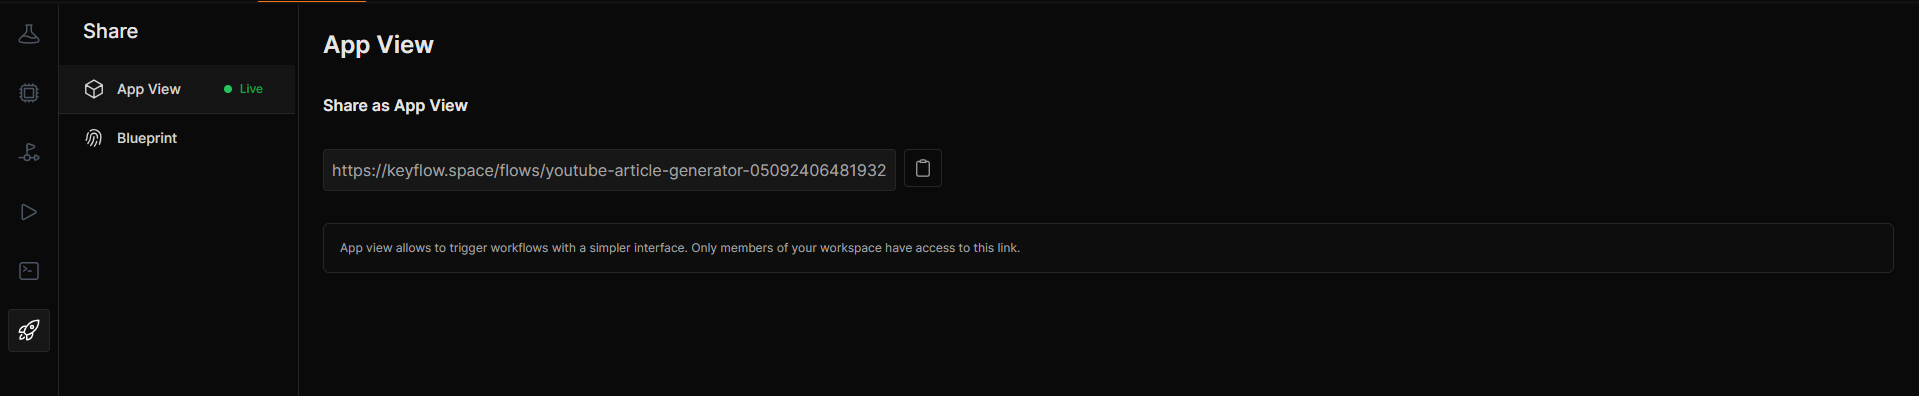 Share
App View
Live
Blueprint
App View
Share as App View
https://keyflow.space/flows/youtube-article-generator-05092406481932
App view allows to trigger workflows with a simpler interface. Only members of your workspace have access to this link.